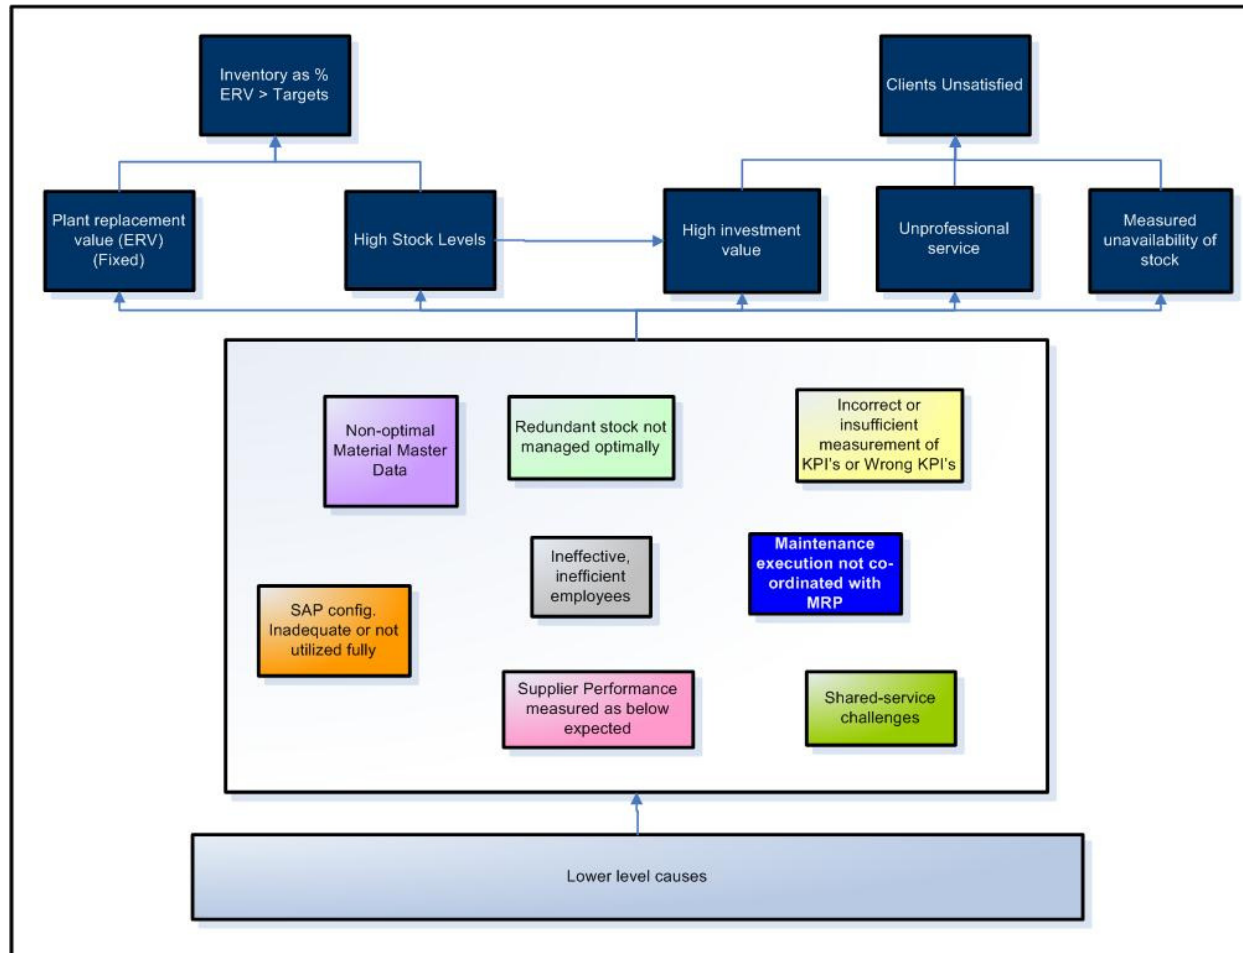 Inventory as %
ERV > Targets
Clients Unsatisfied
Plant replacement
value (ERV)
(Fixed)
High Stock Levels
High investment
value
Unprofessional
service
Measured
unavailability of
stock
Non-optimal
Material Master
Data
Redundant stock not
managed optimally
Incorrect or
insufficient
measurement of
KPI's or Wrong KPI's
Ineffective,
inefficient
employees
Maintenance
execution not co-
ordinated with
MRP
SAP config.
Inadequate or not
utilized fully
Supplier Performance
measured as below
expected
Shared-service
challenges
Lower level causes